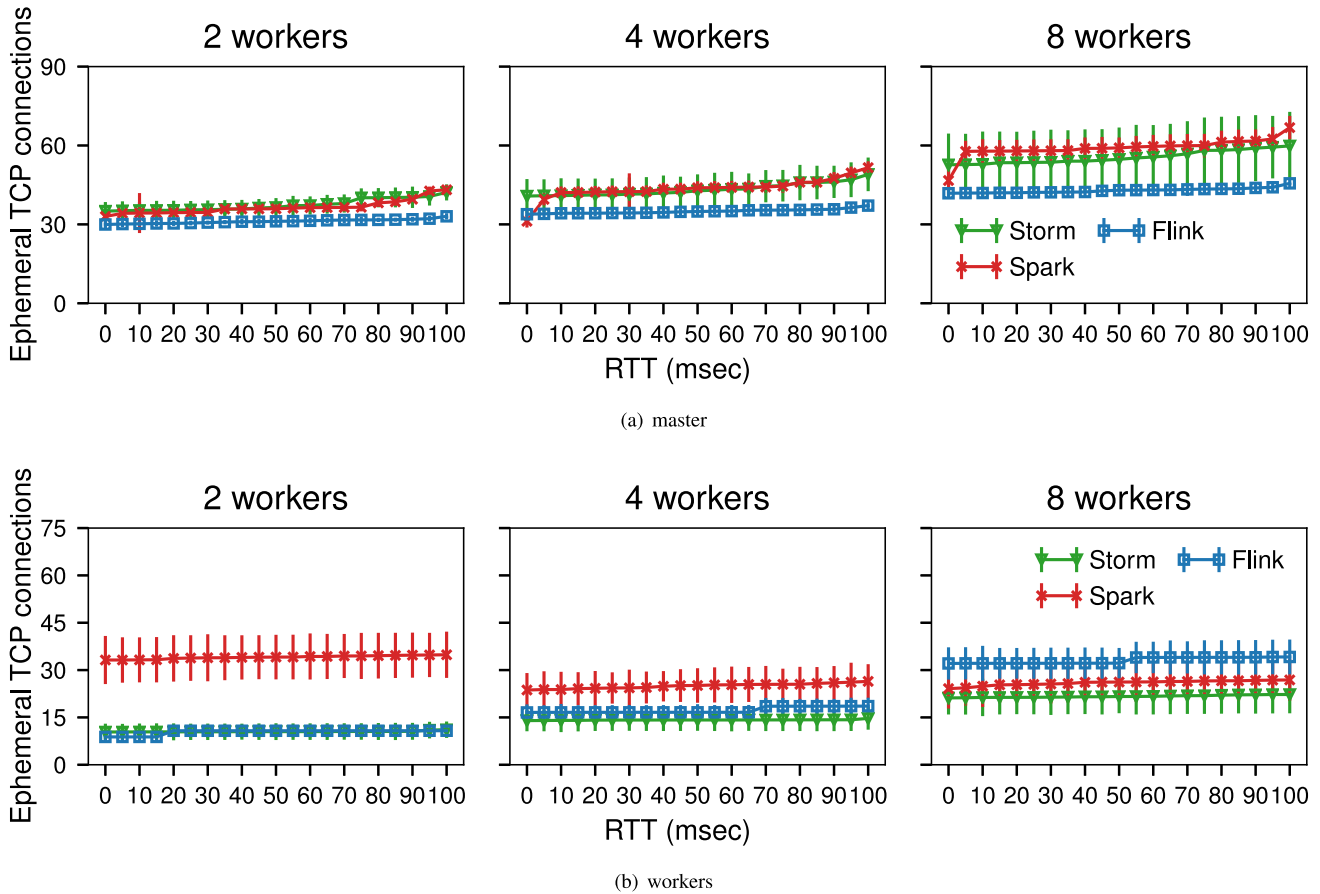 2 workers 4 workers 8 workers
Ephemeral TCP connections
90
60
30
0
Storm Flink
Spark
0 10 20 30 40 50 60 70 80 90 100 0 10 20 30 40 50 60 70 80 90 100 0 10 20 30 40 50 60 70 80 90 100
RTT (msec)
(a) master
2 workers 4 workers 8 workers
Ephemeral TCP connections
75
60
45
30
15
0
Storm Flink
Spark
0 10 20 30 40 50 60 70 80 90 100 0 10 20 30 40 50 60 70 80 90 100 0 10 20 30 40 50 60 70 80 90 100
RTT (msec)
(b) workers